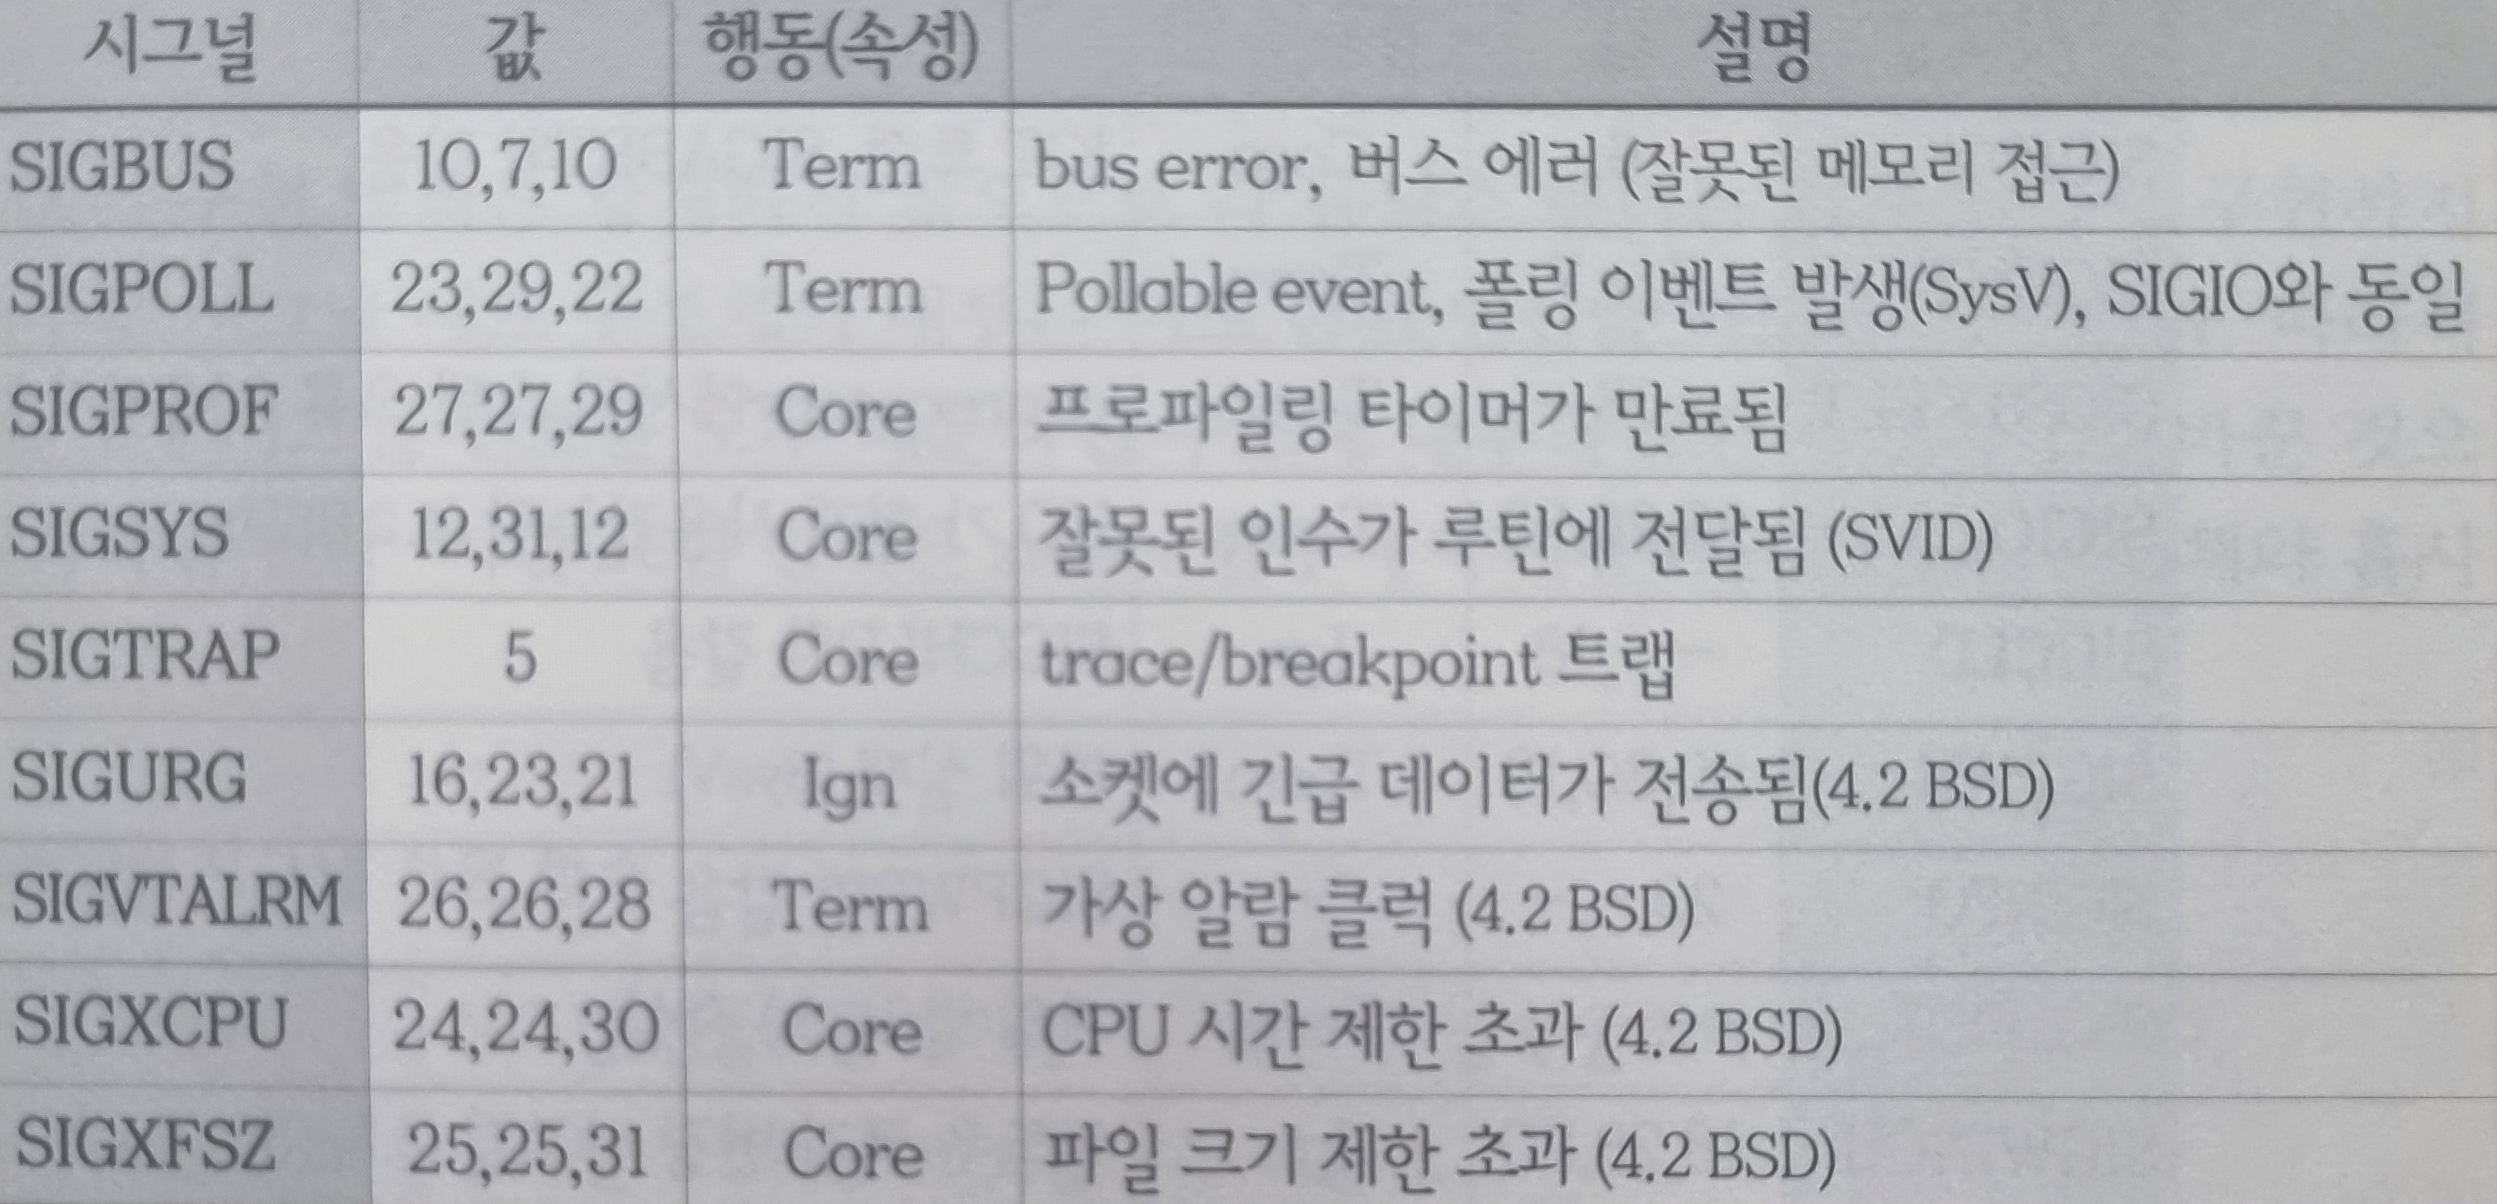 시그널 값 행동(속성) 설명
SIGBUS 10,7,10 Term bus error, 버스 에러 (잘못된 메모리 접근)
SIGPOLL 23,29,22 Term Pollable event, 폴링 이벤트 발생(SysV), SIGIO와 동일
SIGPROF 27,27,29 Core 프로파일링 타이머가 만료됨
SIGSYS 12,31,12 Core 잘못된 인수가 루틴에 전달됨 (SVID)
SIGTRAP 5 Core trace/breakpoint 트랩
SIGURG 16,23,21 Ign 소켓에 긴급 데이터가 전송됨(4.2 BSD)
SIGVTALRM 26,26,28 Term 가상 알람 클럭 (4.2 BSD)
SIGXCPU 24,24,30 Core CPU 시간 제한 초과 (4.2 BSD)
SIGXFSZ 25,25,31 Core 파일 크기 제한 초과 (4.2 BSD)